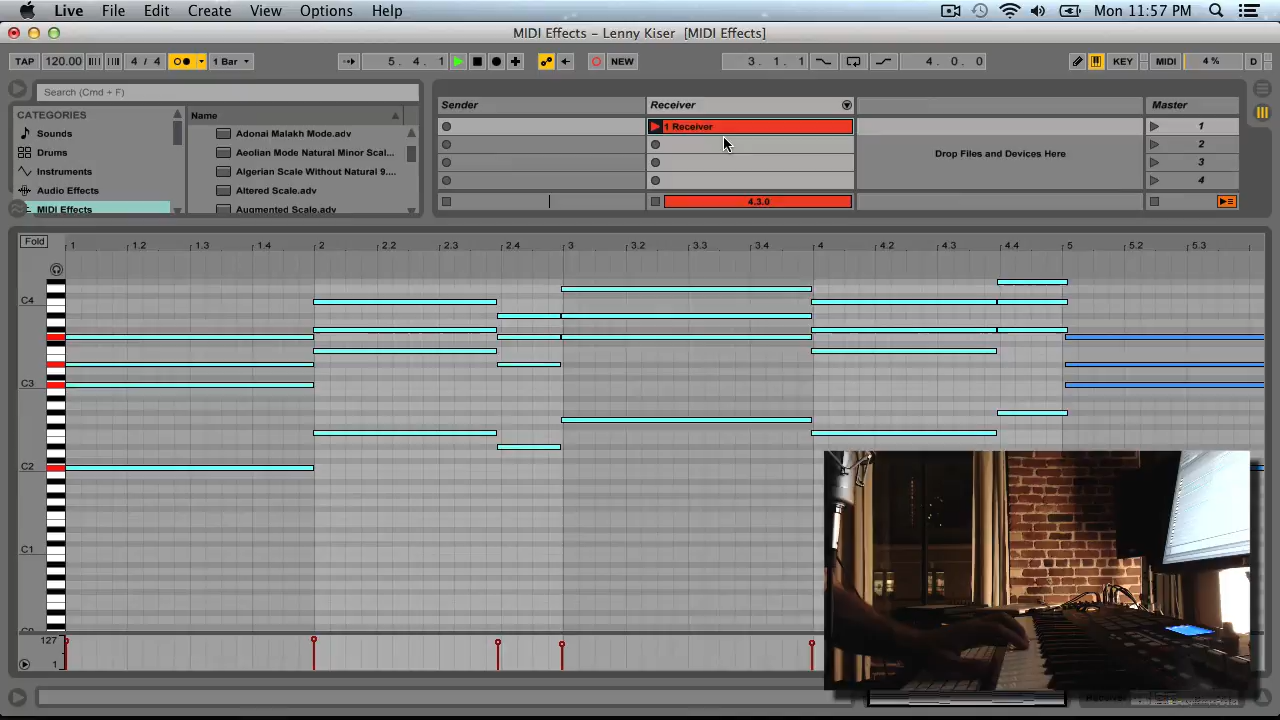 Live File Edit Create View Options Help Mon 11:57 PM
MIDI Effects – Lenny Kiser [MIDI Effects]
TAP 120.00 4 / 4 1 Bar 5. 4. 1 NEW 3. 1. 1 4. 0. 0 KEY MIDI 4 % D
Search (Cmd + F)
CATEGORIES
Sounds
Drums
Instruments
Audio Effects
MIDI Effects
Name
Adonai Malakh Mode.adv
Aeolian Mode Natural Minor Scal...
Algerian Scale Without Natural 9....
Altered Scale.adv
Augmented Scale.adv
Sender Receiver Master
1 Receiver 1
2
Drop Files and Devices Here
3
4
4.3.0
Fold 1 1.2 1.3 1.4 2 2.2 2.3 2.4 3 3.2 3.3 3.4 4 4.2 4.3 4.4 5 5.2 5.3
C4
C3
C2
C1
127
1
Receiver